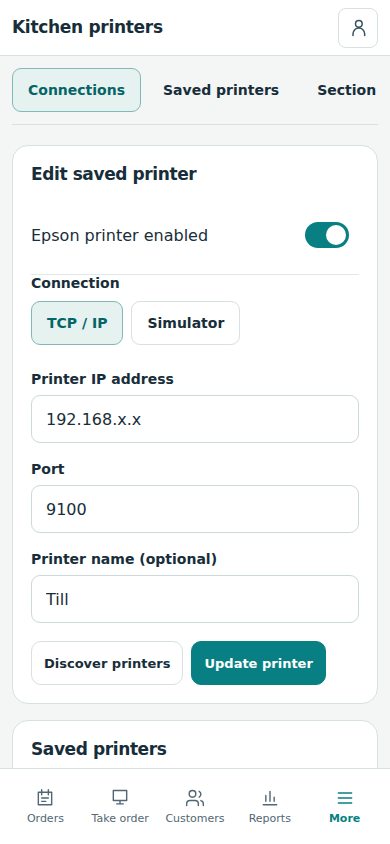 Kitchen printers
Connections Saved printers Section
Edit saved printer
Epson printer enabled
Connection
TCP / IP Simulator
Printer IP address
192.168.x.x
Port
9100
Printer name (optional)
Till
Discover printers Update printer
Saved printers
Orders Take order Customers Reports More